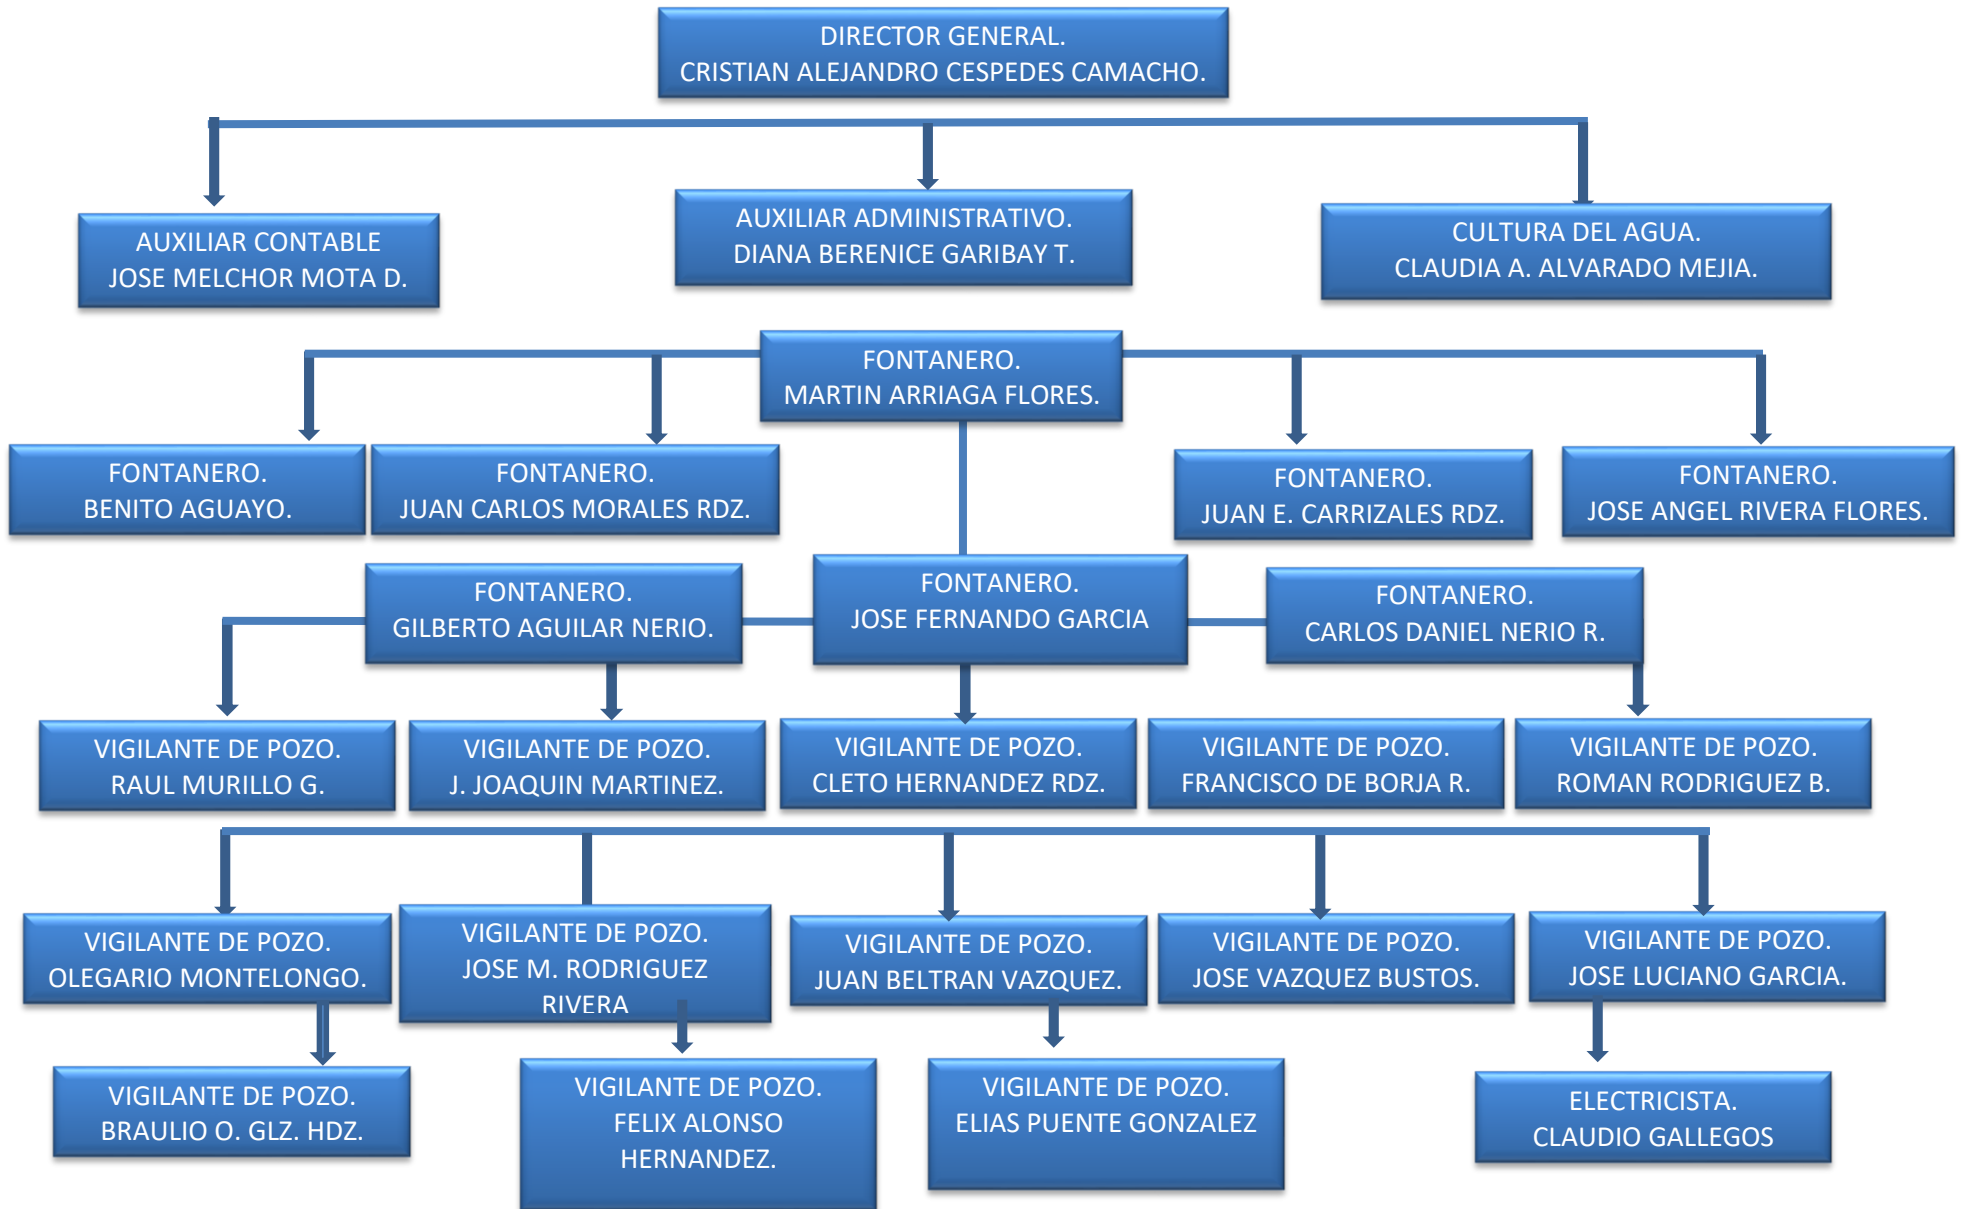 DIRECTOR GENERAL.
CRISTIAN ALEJANDRO CESPEDES CAMACHO.
AUXILIAR CONTABLE
JOSE MELCHOR MOTA D.
AUXILIAR ADMINISTRATIVO.
DIANA BERENICE GARIBAY T.
CULTURA DEL AGUA.
CLAUDIA A. ALVARADO MEJIA.
FONTANERO.
MARTIN ARRIAGA FLORES.
FONTANERO.
BENITO AGUAYO.
FONTANERO.
JUAN CARLOS MORALES RDZ.
FONTANERO.
JUAN E. CARRIZALES RDZ.
FONTANERO.
JOSE ANGEL RIVERA FLORES.
FONTANERO.
GILBERTO AGUILAR NERIO.
FONTANERO.
JOSE FERNANDO GARCIA
FONTANERO.
CARLOS DANIEL NERIO R.
VIGILANTE DE POZO.
RAUL MURILLO G.
VIGILANTE DE POZO.
J. JOAQUIN MARTINEZ.
VIGILANTE DE POZO.
CLETO HERNANDEZ RDZ.
VIGILANTE DE POZO.
FRANCISCO DE BORJA R.
VIGILANTE DE POZO.
ROMAN RODRIGUEZ B.
VIGILANTE DE POZO.
OLEGARIO MONTELONGO.
VIGILANTE DE POZO.
JOSE M. RODRIGUEZ
RIVERA
VIGILANTE DE POZO.
JUAN BELTRAN VAZQUEZ.
VIGILANTE DE POZO.
JOSE VAZQUEZ BUSTOS.
VIGILANTE DE POZO.
JOSE LUCIANO GARCIA.
VIGILANTE DE POZO.
BRAULIO O. GLZ. HDZ.
VIGILANTE DE POZO.
FELIX ALONSO
HERNANDEZ.
VIGILANTE DE POZO.
ELIAS PUENTE GONZALEZ
ELECTRICISTA.
CLAUDIO GALLEGOS